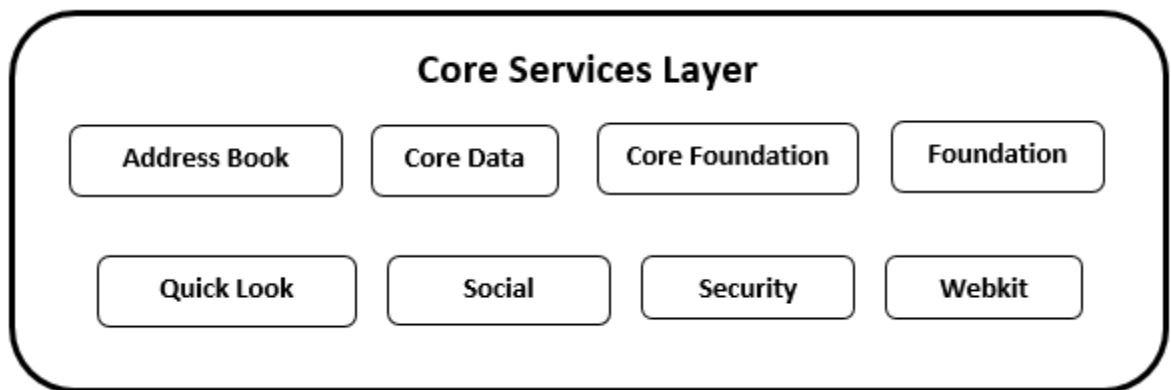 Core Services Layer
Address Book
Core Data
Core Foundation
Foundation
Quick Look
Social
Security
Webkit